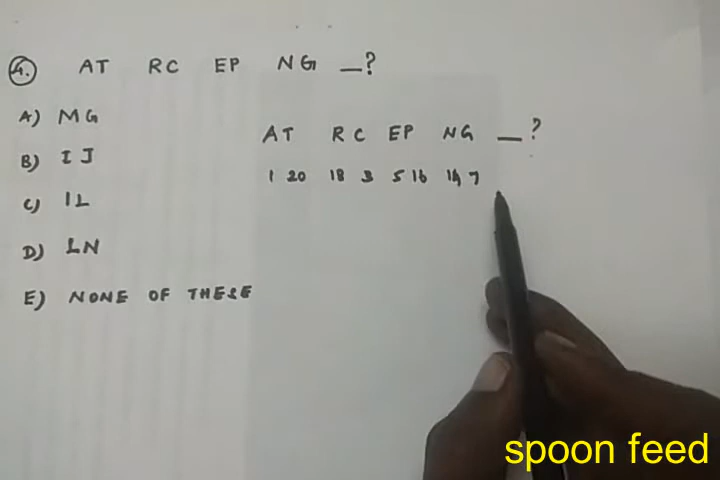 4. AT RC EP NG _?
A) MG
B) IJ
C) IL
D) LN
E) NONE OF THESE
AT RC EP NG _?
1 20 18 3 5 16 14 7
spoon feed